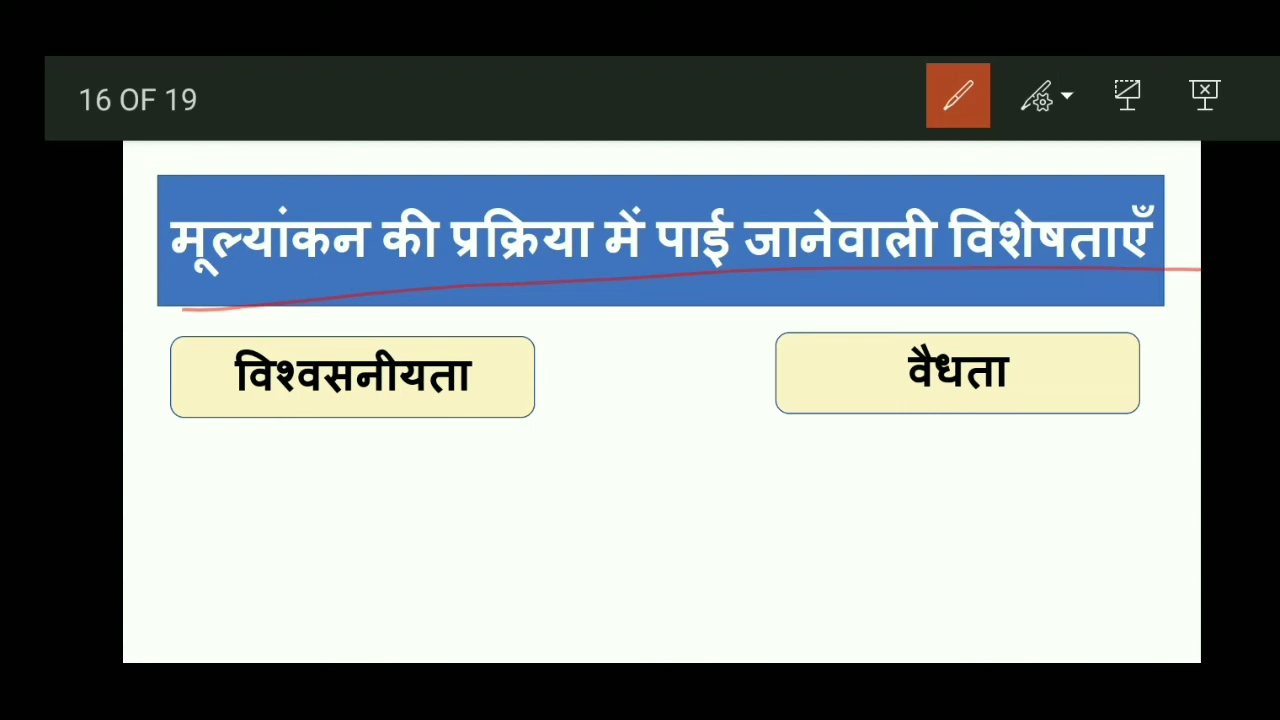 16 OF 19
मूल्यांकन की प्रक्रिया में पाई जानेवाली विशेषताएँ
विश्वसनीयता
वैधता